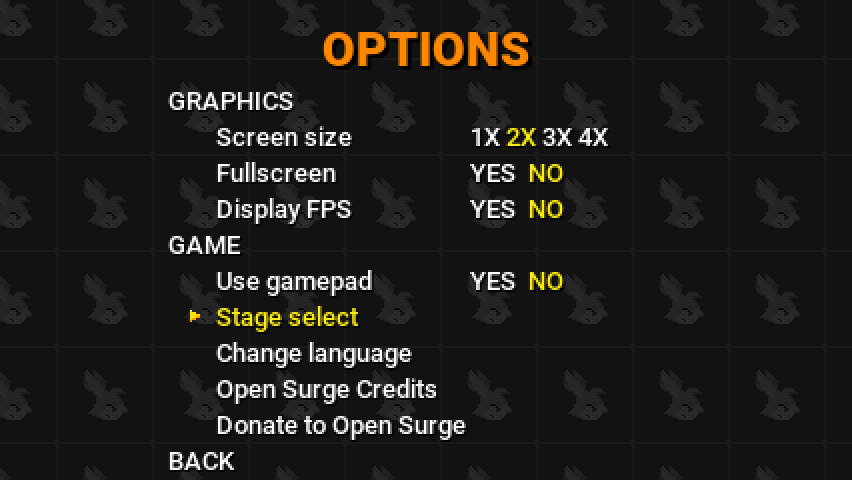 OPTIONS
GRAPHICS
Screen size 1X 2X 3X 4X
Fullscreen YES NO
Display FPS YES NO
GAME
Use gamepad YES NO
Stage select
Change language
Open Surge Credits
Donate to Open Surge
BACK